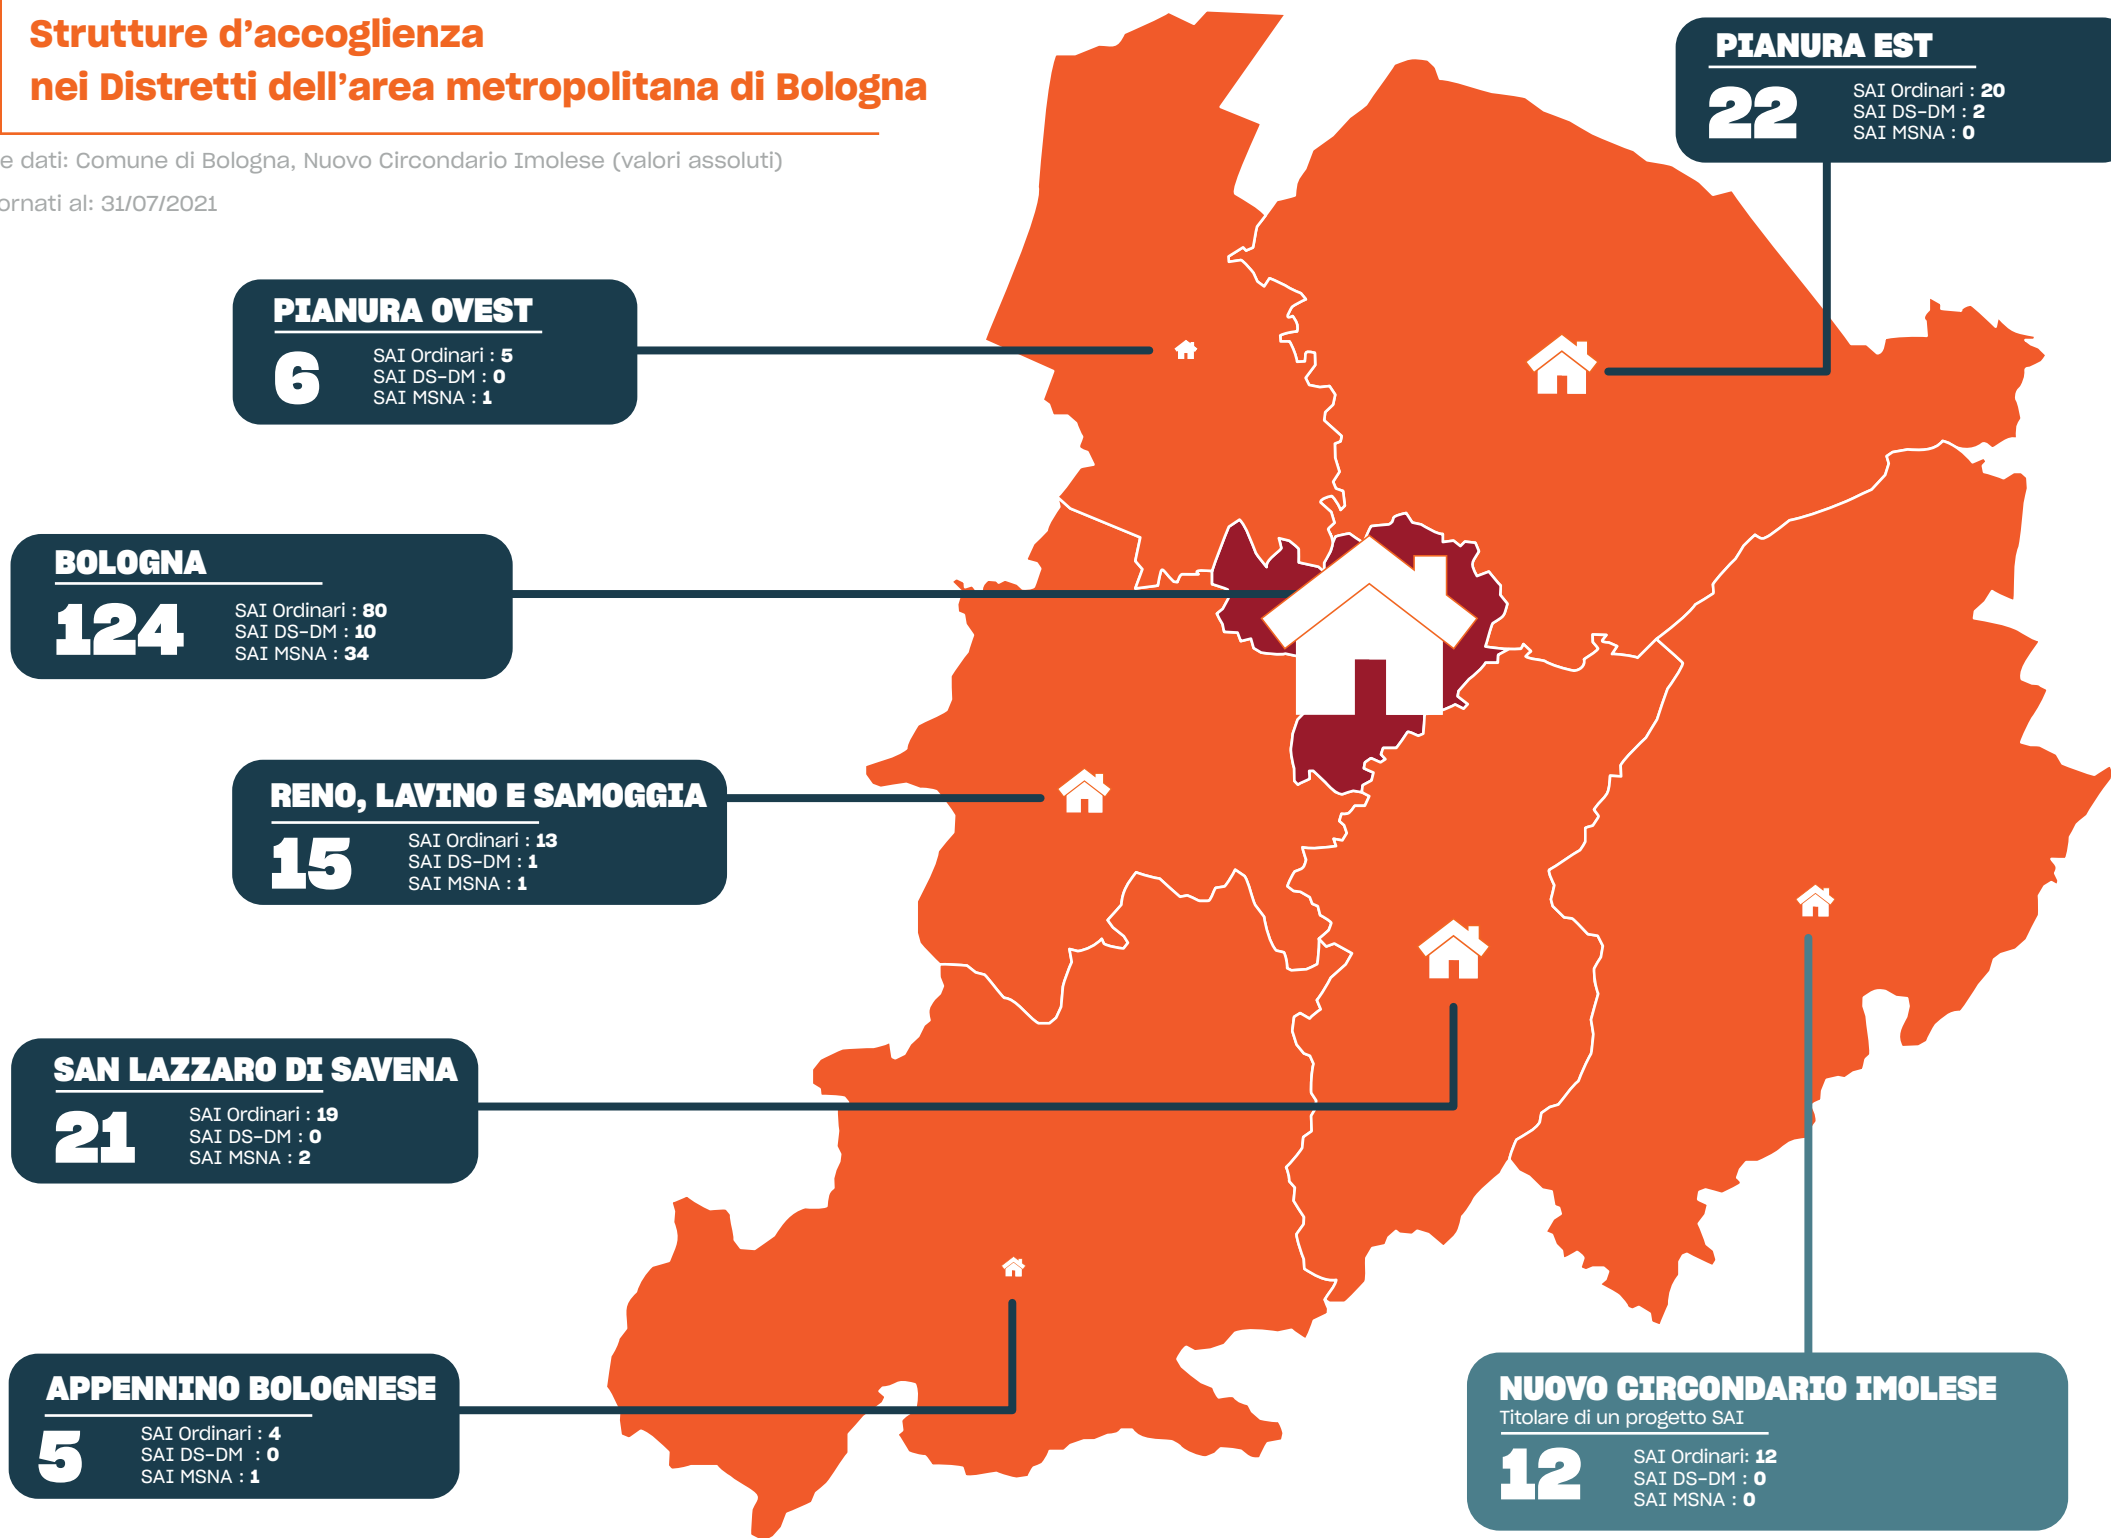 Strutture d’accoglienza
nei Distretti dell’area metropolitana di Bologna
e dati: Comune di Bologna, Nuovo Circondario Imolese (valori assoluti)
ornati al: 31/07/2021
PIANURA EST
22
SAI Ordinari : 20
SAI DS-DM : 2
SAI MSNA : 0
PIANURA OVEST
6
SAI Ordinari : 5
SAI DS-DM : 0
SAI MSNA : 1
BOLOGNA
124
SAI Ordinari : 80
SAI DS-DM : 10
SAI MSNA : 34
RENO, LAVINO E SAMOGGIA
15
SAI Ordinari : 13
SAI DS-DM : 1
SAI MSNA : 1
SAN LAZZARO DI SAVENA
21
SAI Ordinari : 19
SAI DS-DM : 0
SAI MSNA : 2
APPENNINO BOLOGNESE
5
SAI Ordinari : 4
SAI DS-DM : 0
SAI MSNA : 1
NUOVO CIRCONDARIO IMOLESE
Titolare di un progetto SAI
12
SAI Ordinari: 12
SAI DS-DM : 0
SAI MSNA : 0